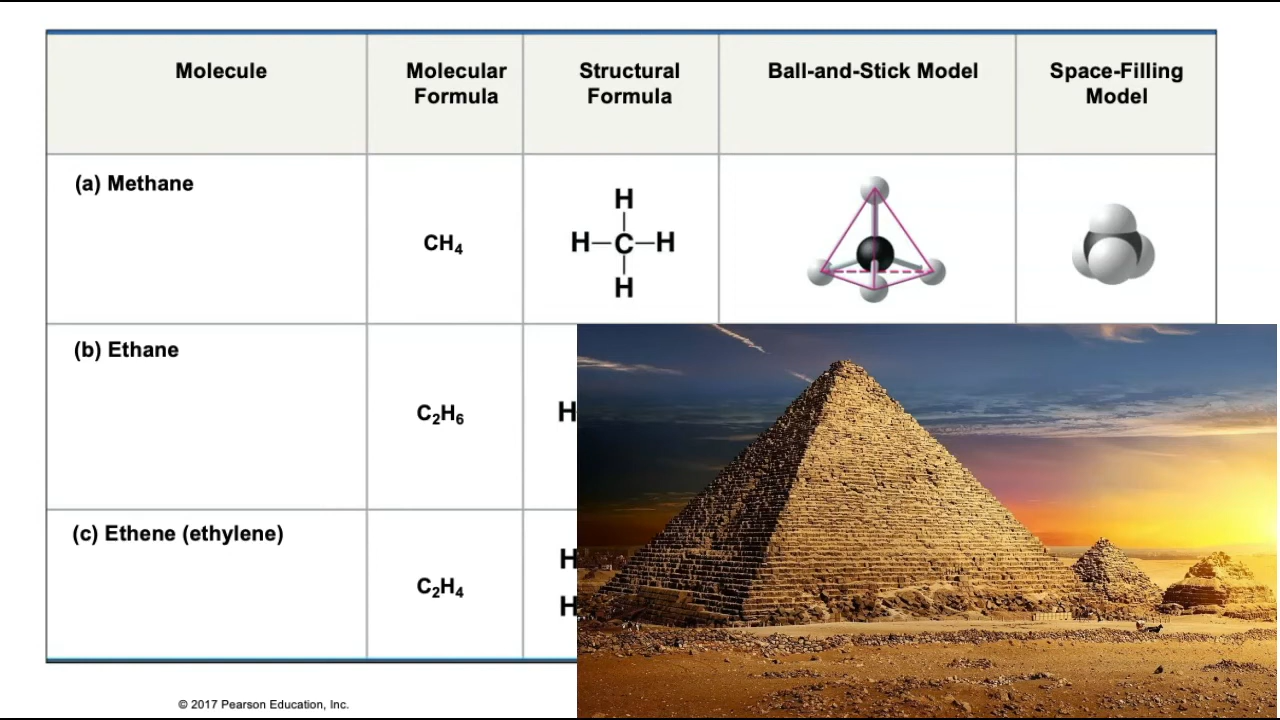 Molecule
Molecular
Formula
Structural
Formula
Ball-and-Stick Model
Space-Filling
Model
(a) Methane
CH₄
H
H–C–H
H
(b) Ethane
C₂H₆
H
(c) Ethene (ethylene)
C₂H₄
H
H
© 2017 Pearson Education, Inc.